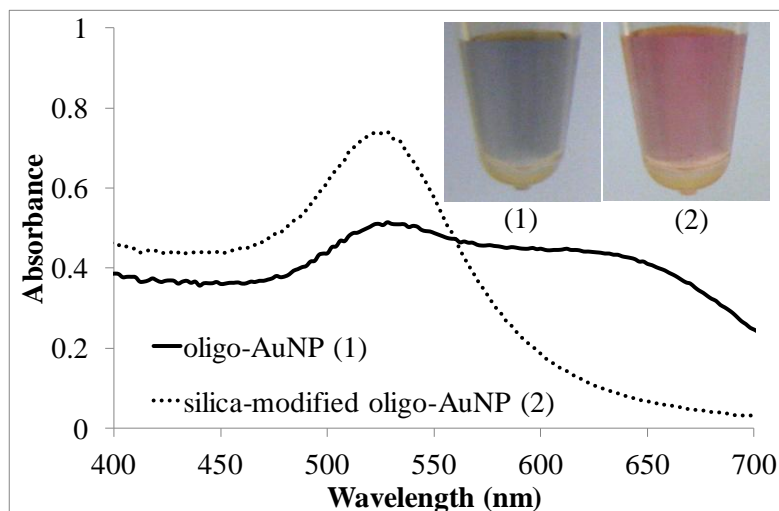 1
0.8
0.6
0.4
0.2
0
Absorbance
400 450 500 550 600 650 700
Wavelength (nm)
oligo-AuNP (1)
silica-modified oligo-AuNP (2)
(1) (2)